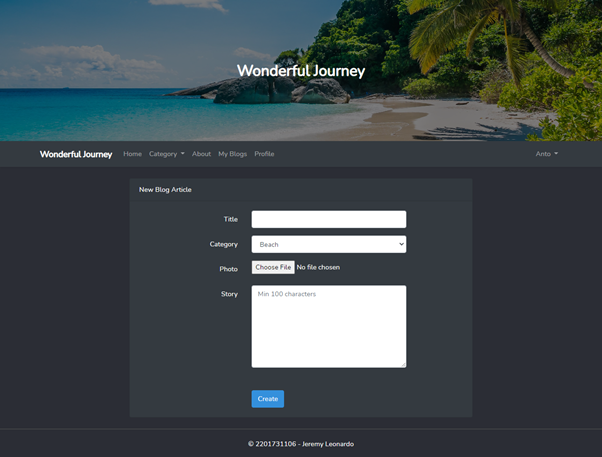 Wonderful Journey
Wonderful Journey Home Category About My Blogs Profile Anto
New Blog Article
Title
Category Beach
Photo Choose File No file chosen
Story Min 100 characters
Create
© 2201731106 - Jeremy Leonardo